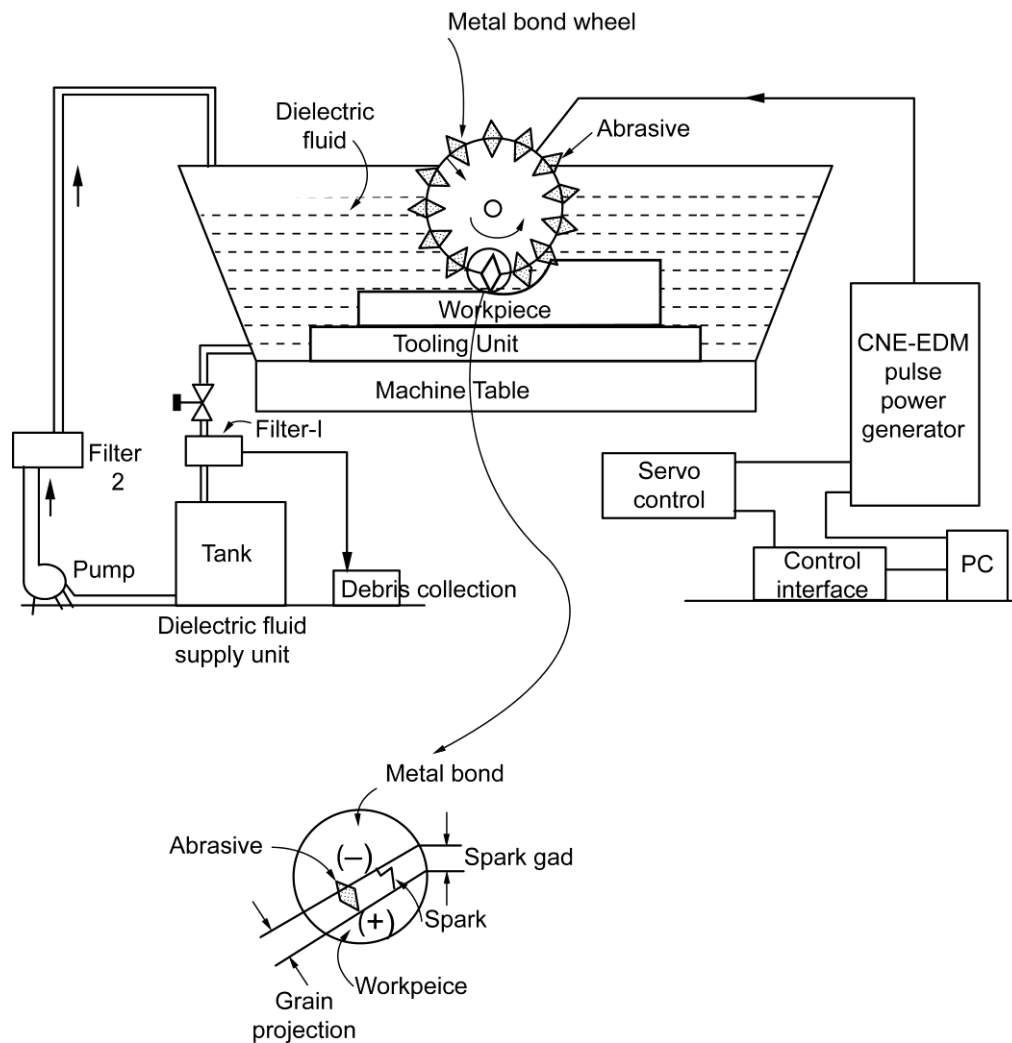 Metal bond wheel
Dielectric
fluid
Abrasive
Workpiece
Tooling Unit
Machine Table
CNE-EDM
pulse
power
generator
Filter-I
Filter
2
Servo
control
Tank
Pump
Debris collection
Control
interface
PC
Dielectric fluid
supply unit
Metal bond
Abrasive
(–)
Spark gad
(+)
Spark
Workpeice
Grain
projection